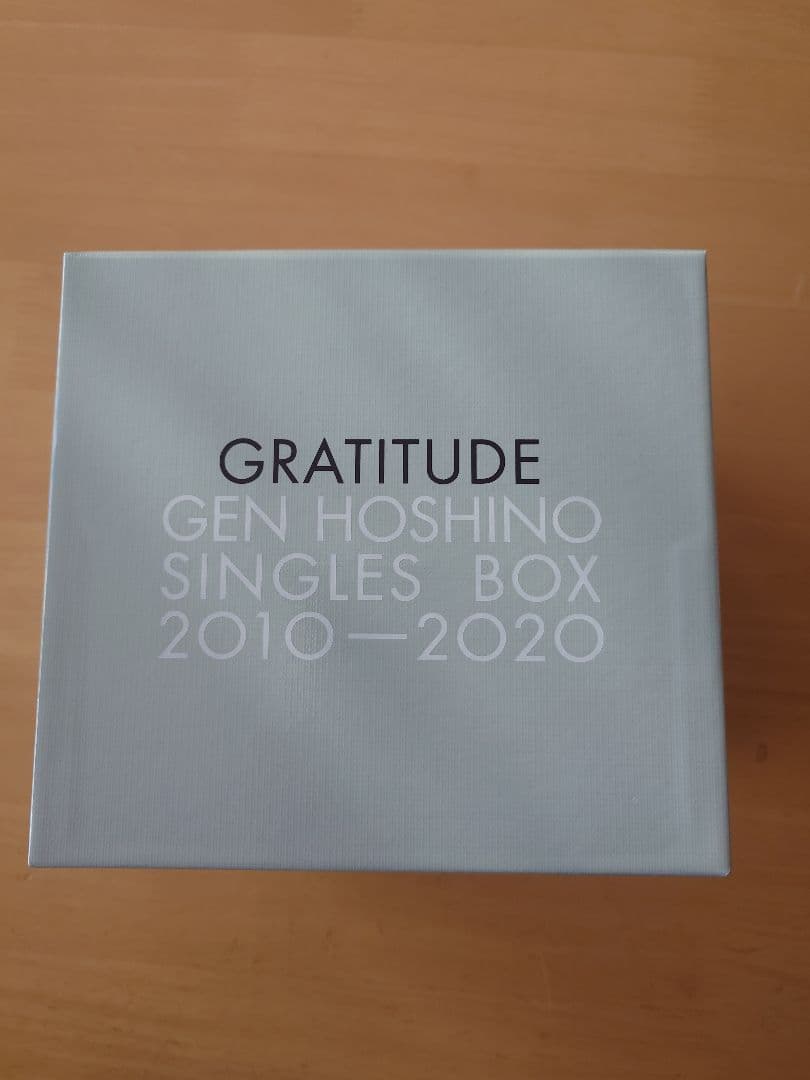 GRATITUDE
GEN HOSHINO
SINGLES BOX
2010—2020